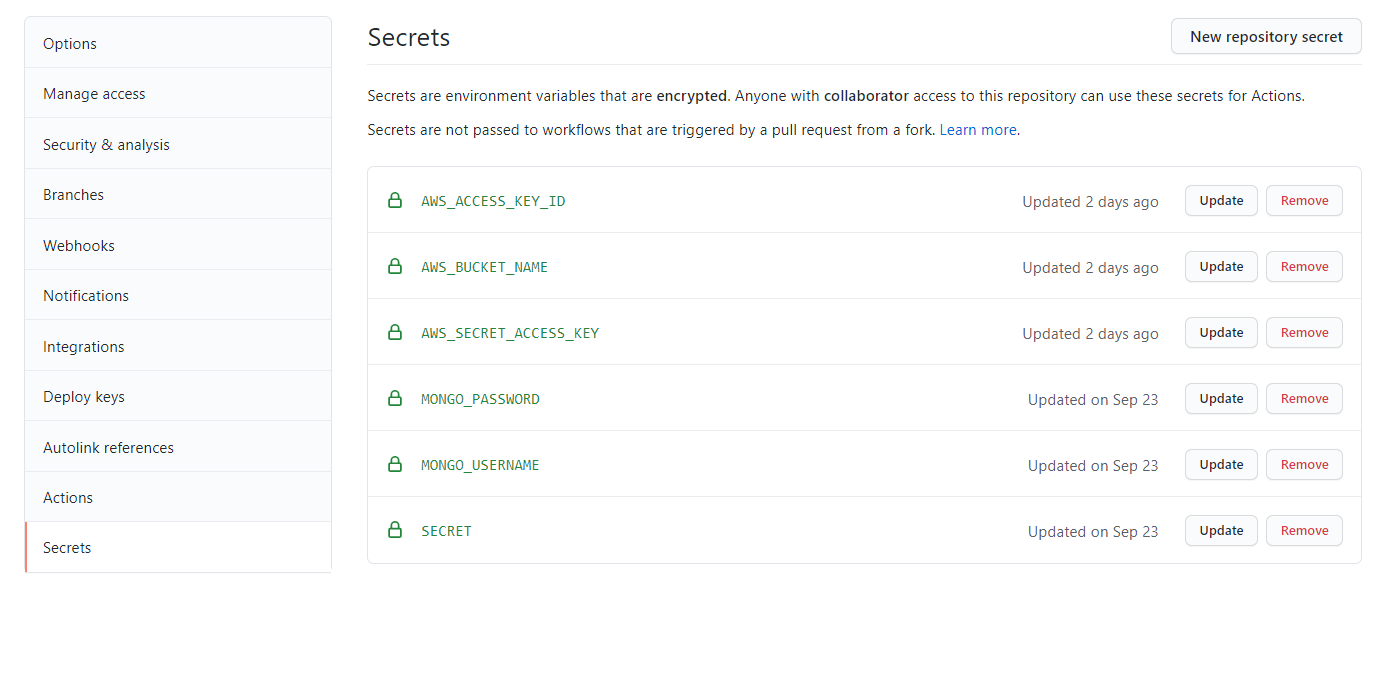 Options
Manage access
Security & analysis
Branches
Webhooks
Notifications
Integrations
Deploy keys
Autolink references
Actions
Secrets
Secrets
New repository secret
Secrets are environment variables that are encrypted. Anyone with collaborator access to this repository can use these secrets for Actions.
Secrets are not passed to workflows that are triggered by a pull request from a fork. Learn more.
AWS_ACCESS_KEY_ID Updated 2 days ago Update Remove
AWS_BUCKET_NAME Updated 2 days ago Update Remove
AWS_SECRET_ACCESS_KEY Updated 2 days ago Update Remove
MONGO_PASSWORD Updated on Sep 23 Update Remove
MONGO_USERNAME Updated on Sep 23 Update Remove
SECRET Updated on Sep 23 Update Remove